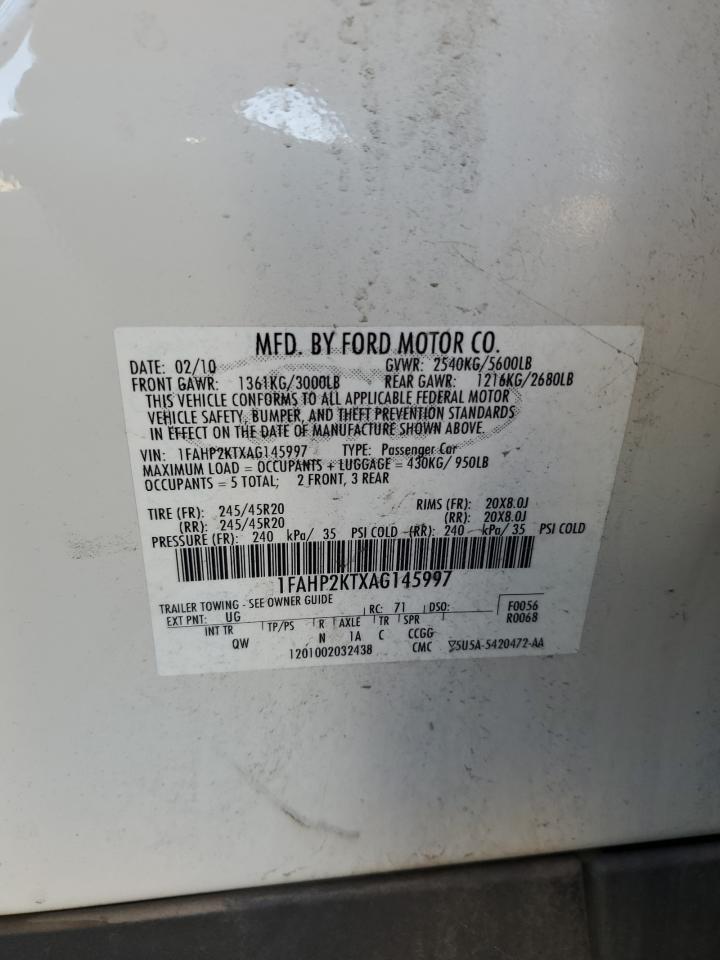 MFD. BY FORD MOTOR CO.
DATE: 02/10 GVWR: 2540KG/5600LB
FRONT GAWR: 1361KG/3000LB REAR GAWR: 1216KG/2680LB
THIS VEHICLE CONFORMS TO ALL APPLICABLE FEDERAL MOTOR
VEHICLE SAFETY, BUMPER, AND THEFT PREVENTION STANDARDS
IN EFFECT ON THE DATE OF MANUFACTURE SHOWN ABOVE.
VIN: 1FAHP2KTXAG145997 TYPE: Passenger Car
MAXIMUM LOAD = OCCUPANTS + LUGGAGE = 430KG/ 950LB
OCCUPANTS = 5 TOTAL; 2 FRONT, 3 REAR
TIRE (FR): 245/45R20 RIMS (FR): 20X8.0J
(RR): 245/45R20 (RR): 20X8.0J
PRESSURE (FR): 240 kPa/ 35 PSI COLD (RR): 240 kPa/ 35 PSI COLD
1FAHP2KTXAG145997
TRAILER TOWING - SEE OWNER GUIDE
EXT PNT: UG RC: 71 DSO: F0056
INT TR TP/PS R AXLE TR SPR R0068
QW N 1A C CCGG
1201002032438 CMC 5U5A-5420472-AA